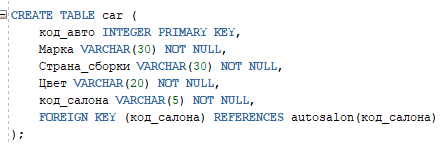 CREATE TABLE car (
код_авто INTEGER PRIMARY KEY,
Марка VARCHAR(30) NOT NULL,
Страна_сборки VARCHAR(30) NOT NULL,
Цвет VARCHAR(20) NOT NULL,
код_салона VARCHAR(5) NOT NULL,
FOREIGN KEY (код_салона) REFERENCES autosalon(код_салона)
);